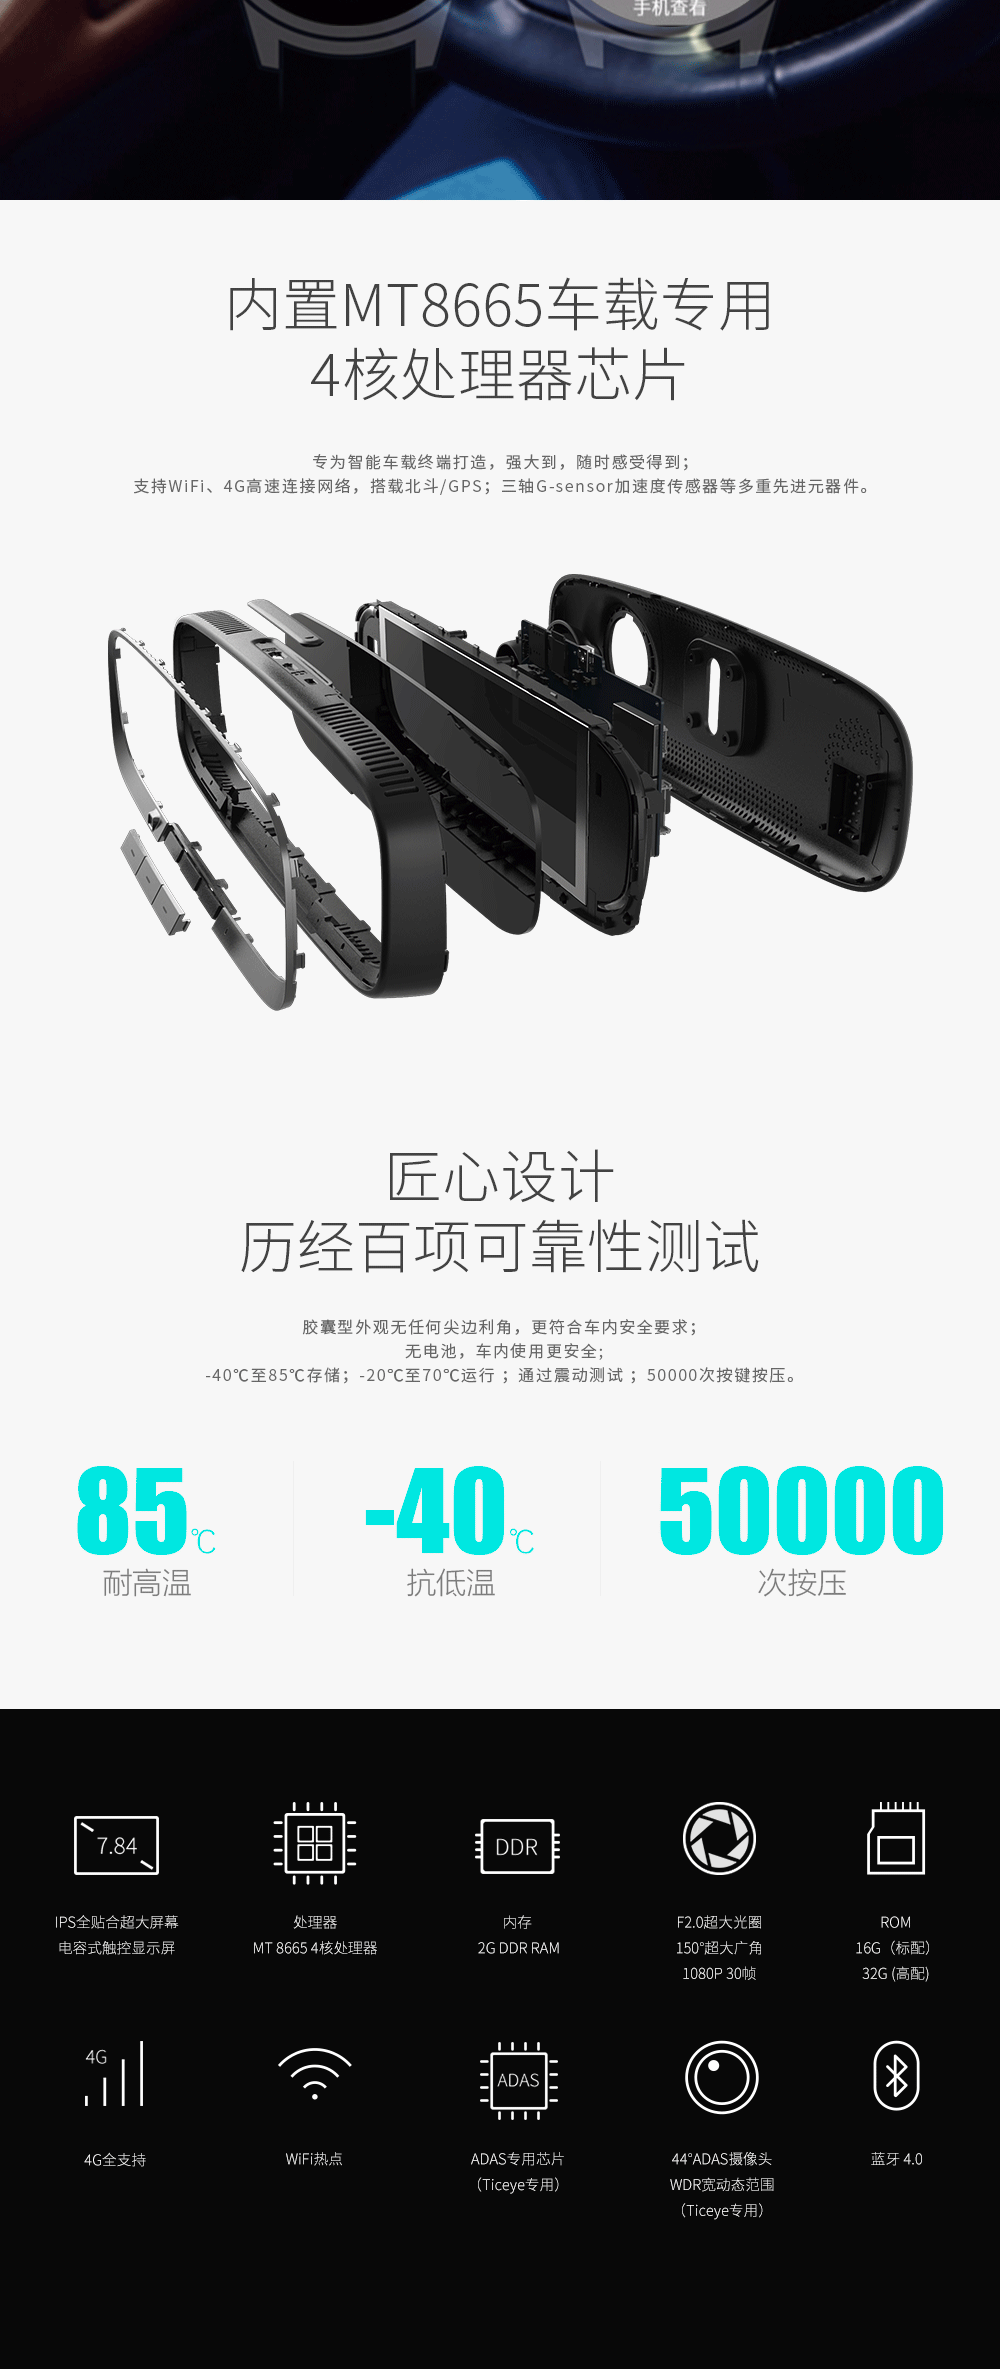 手机查看
内置MT8665车载专用
4核处理器芯片
专为智能车载终端打造，强大到，随时感受得到；
支持WiFi、4G高速连接网络，搭载北斗/GPS；三轴G-sensor加速度传感器等多重先进元器件。
匠心设计
历经百项可靠性测试
胶囊型外观无任何尖边利角，更符合车内安全要求；
无电池，车内使用更安全；
-40℃至85℃存储；-20℃至70℃运行 ；通过震动测试 ；50000次按键按压。
85℃ -40℃ 50000
耐高温 抗低温 次按压
7.84 DDR
IPS全贴合超大屏幕 处理器 内存 F2.0超大光圈 ROM
电容式触控显示屏 MT 8665 4核处理器 2G DDR RAM 150°超大广角 16G（标配）
1080P 30帧 32G (高配)
4G ADAS
4G全支持 WiFi热点 ADAS专用芯片 44°ADAS摄像头 蓝牙 4.0
（Ticeye专用） WDR宽动态范围
（Ticeye专用）